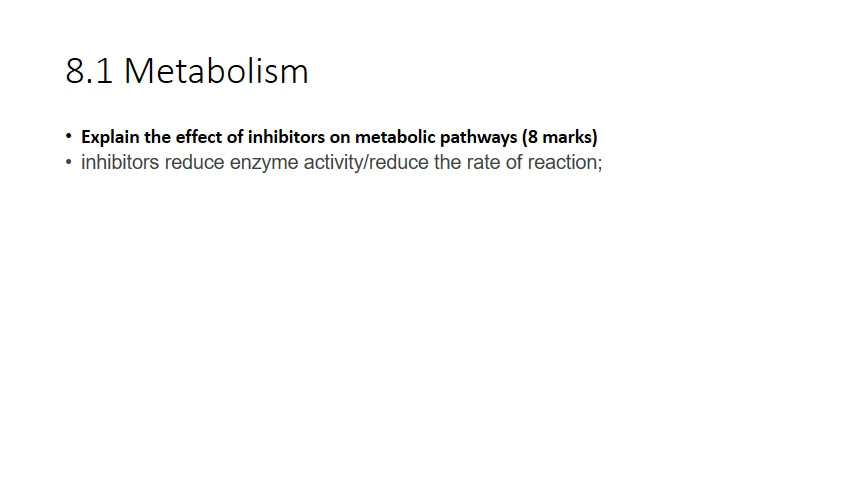 8.1 Metabolism
• Explain the effect of inhibitors on metabolic pathways (8 marks)
• inhibitors reduce enzyme activity/reduce the rate of reaction;